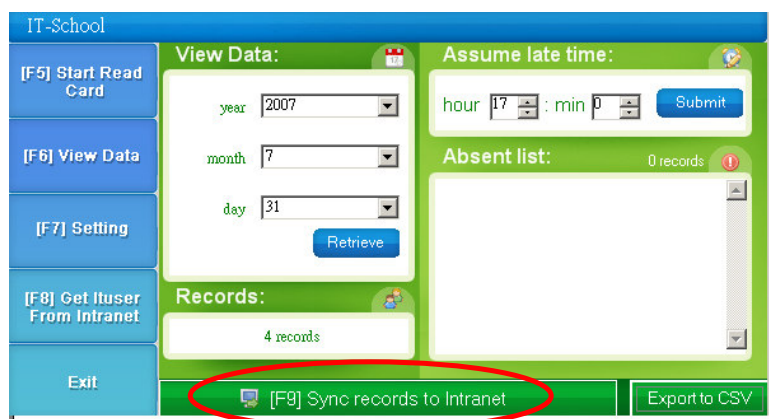 IT-School
[F5] Start Read
Card
[F6] View Data
[F7] Setting
[F8] Get Ituser
From Intranet
Exit
View Data:
year 2007
month 7
day 31
Retrieve
Records:
4 records
Assume late time:
hour 17 : min 0 Submit
Absent list: 0 records
[F9] Sync records to Intranet
Export to CSV